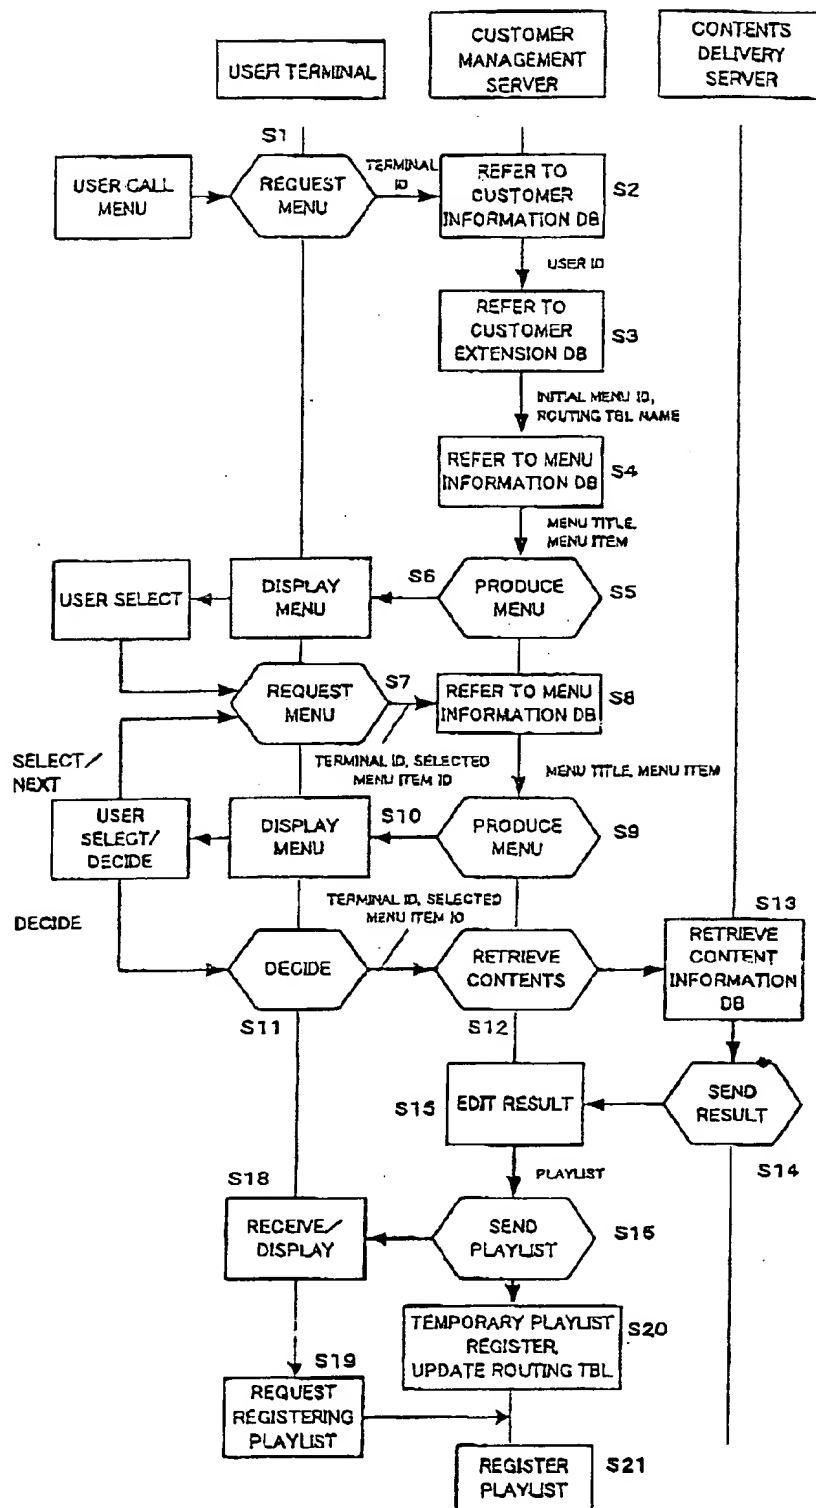 USER TERMINAL
CUSTOMER
MANAGEMENT
SERVER
CONTENTS
DELIVERY
SERVER
S1
USER CALL
MENU
REQUEST
MENU
TERMINAL
ID
REFER TO
CUSTOMER
INFORMATION DB
S2
USER ID
REFER TO
CUSTOMER
EXTENSION DB
S3
INITIAL MENU ID,
ROUTING TBL NAME
REFER TO MENU
INFORMATION DB
S4
MENU TITLE,
MENU ITEM
USER SELECT
DISPLAY
MENU
S6
PRODUCE
MENU
S5
REQUEST
MENU
S7
REFER TO MENU
INFORMATION DB
S8
SELECT/
NEXT
TERMINAL ID, SELECTED
MENU ITEM ID
MENU TITLE, MENU ITEM
USER
SELECT/
DECIDE
DISPLAY
MENU
S10
PRODUCE
MENU
S9
DECIDE
TERMINAL ID, SELECTED
MENU ITEM ID
S13
DECIDE
RETRIEVE
CONTENTS
RETRIEVE
CONTENT
INFORMATION
DB
S11
S12
S15
EDIT RESULT
SEND
RESULT
S14
PLAYLIST
S18
RECEIVE/
DISPLAY
SEND
PLAYLIST
S16
TEMPORARY PLAYLIST
REGISTER,
UPDATE ROUTING TBL
S20
S19
REQUEST
REGISTERING
PLAYLIST
REGISTER
PLAYLIST
S21